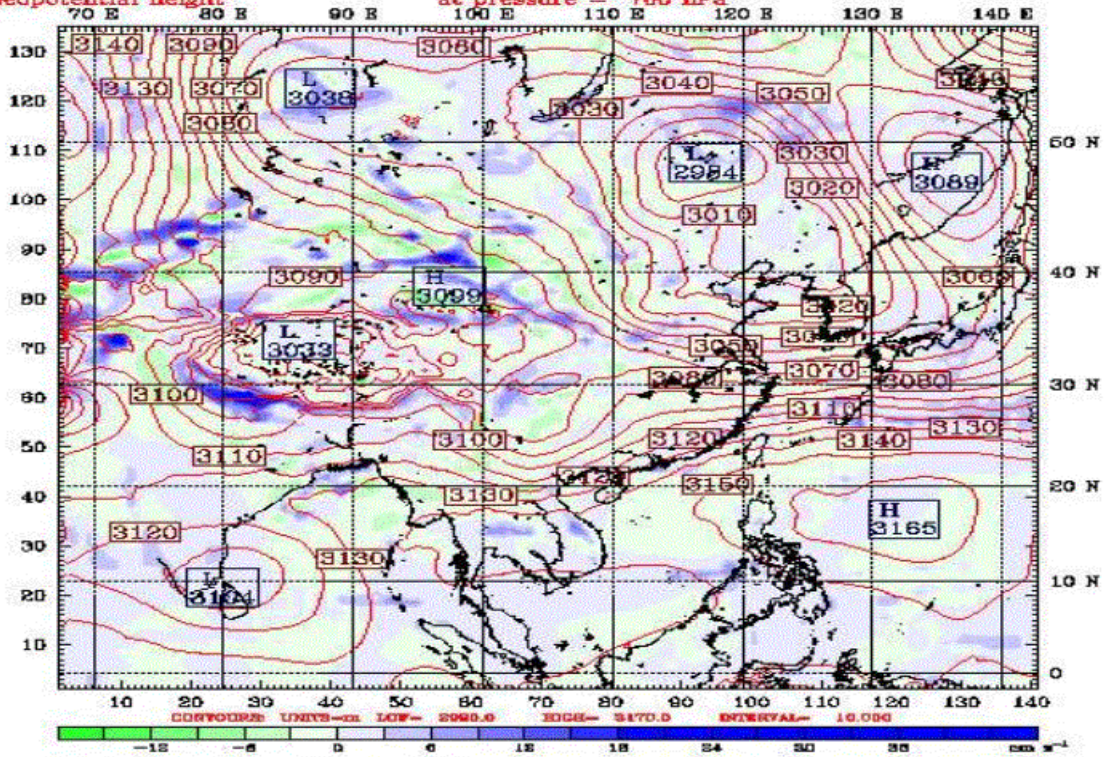 Geopotential Height at pressure = 700 hPa
70 E 80 E 90 E 100 E 110 E 120 E 130 E 140 E
130 3140 3090 3080
120 3130 3070 L 3038 3030 3040 3050
3080
110 L 2984 3030 H 3089 50 N
100 3010 3020
90 3090 H 3099 40 N
80
70 L 3033 3070
60 3100 3080 3110 30 N
50 3110 3100 3120 3140 3130
40 3130 3150 20 N
30 3120 3130 H 3165
20 L 3104 10 N
10 0
10 20 30 40 50 60 70 80 90 100 110 120 130 140
CONTOURS: UNITS=m LOW= 2990.0 HIGH= 3170.0 INTERVAL= 10.000
-12 -6 0 6 12 18 24 30 36 cm s-1